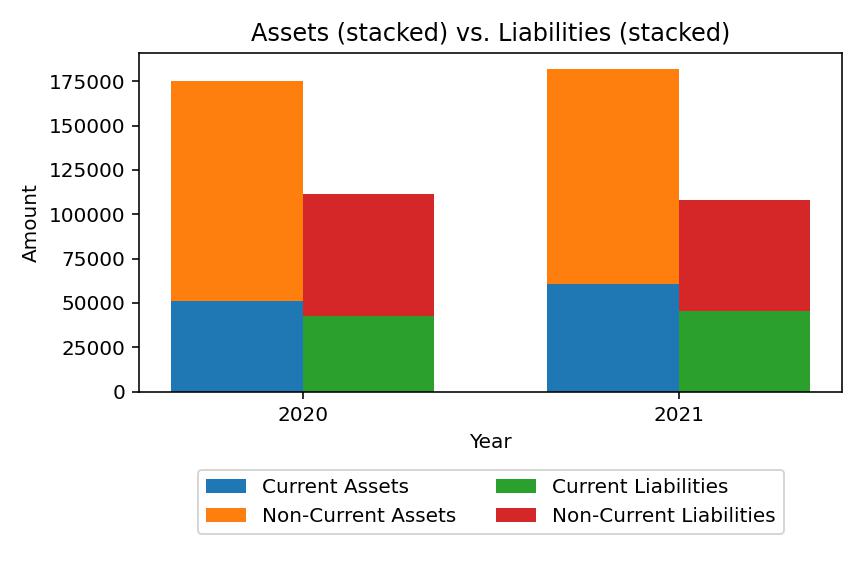 Assets (stacked) vs. Liabilities (stacked)
175000
150000
125000
100000
75000
50000
25000
0
Amount
2020 2021
Year
Current Assets Current Liabilities
Non-Current Assets Non-Current Liabilities